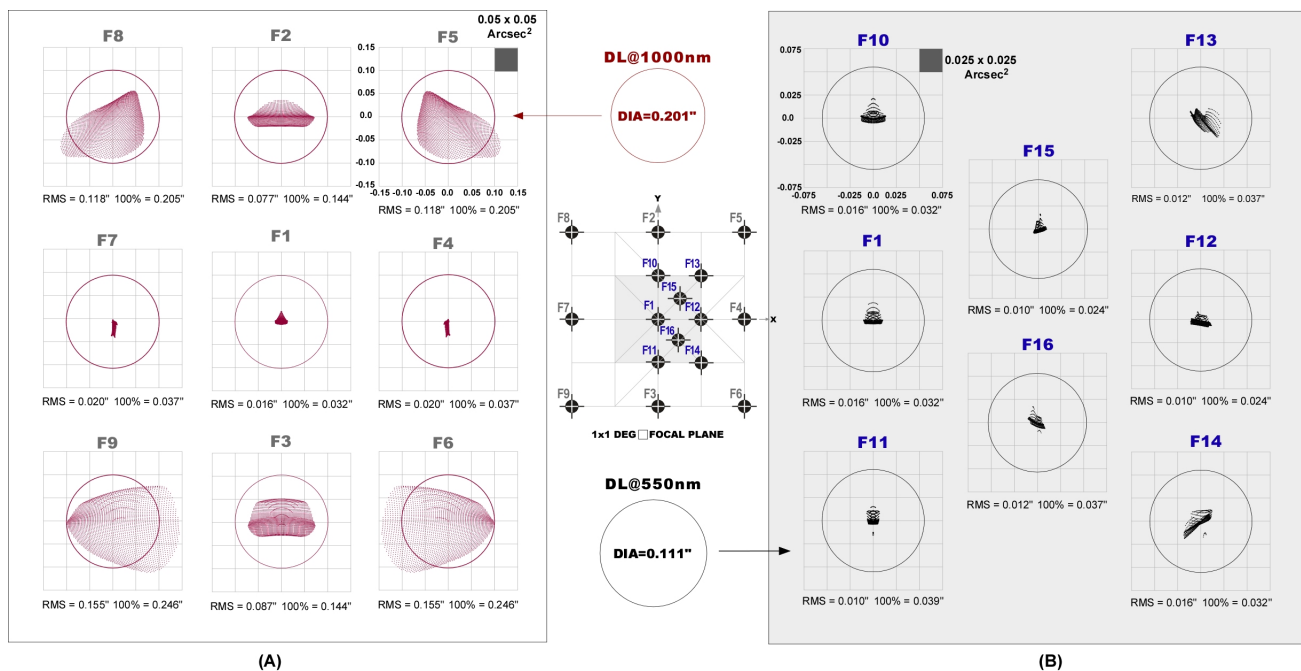 F8
F2
F5
0.05 x 0.05
Arcsec2
0.15
0.10
0.05
0.0
-0.05
-0.10
-0.15
-0.15 -0.10 -0.05 0.0 0.05 0.10 0.15
RMS = 0.118" 100% = 0.205"
RMS = 0.077" 100% = 0.144"
RMS = 0.118" 100% = 0.205"
F7
F1
F4
RMS = 0.020" 100% = 0.037"
RMS = 0.016" 100% = 0.032"
RMS = 0.020" 100% = 0.037"
F9
F3
F6
RMS = 0.155" 100% = 0.246"
RMS = 0.087" 100% = 0.144"
RMS = 0.155" 100% = 0.246"
(A)
DL@1000nm
DIA=0.201"
Y
F8
F2
F5
F10
F13
F15
F7
F1
F12
F4
X
F16
F11
F14
F9
F3
F6
1x1 DEG □ FOCAL PLANE
DL@550nm
DIA=0.111"
F10
0.075
0.025 x 0.025
Arcsec2
0.025
0.0
-0.025
-0.075
-0.075 -0.025 0.0 0.025 0.075
RMS = 0.016" 100% = 0.032"
F13
RMS = 0.012" 100% = 0.037"
F15
RMS = 0.010" 100% = 0.024"
F1
RMS = 0.016" 100% = 0.032"
F12
RMS = 0.010" 100% = 0.024"
F16
RMS = 0.012" 100% = 0.037"
F11
RMS = 0.010" 100% = 0.039"
F14
RMS = 0.016" 100% = 0.032"
(B)